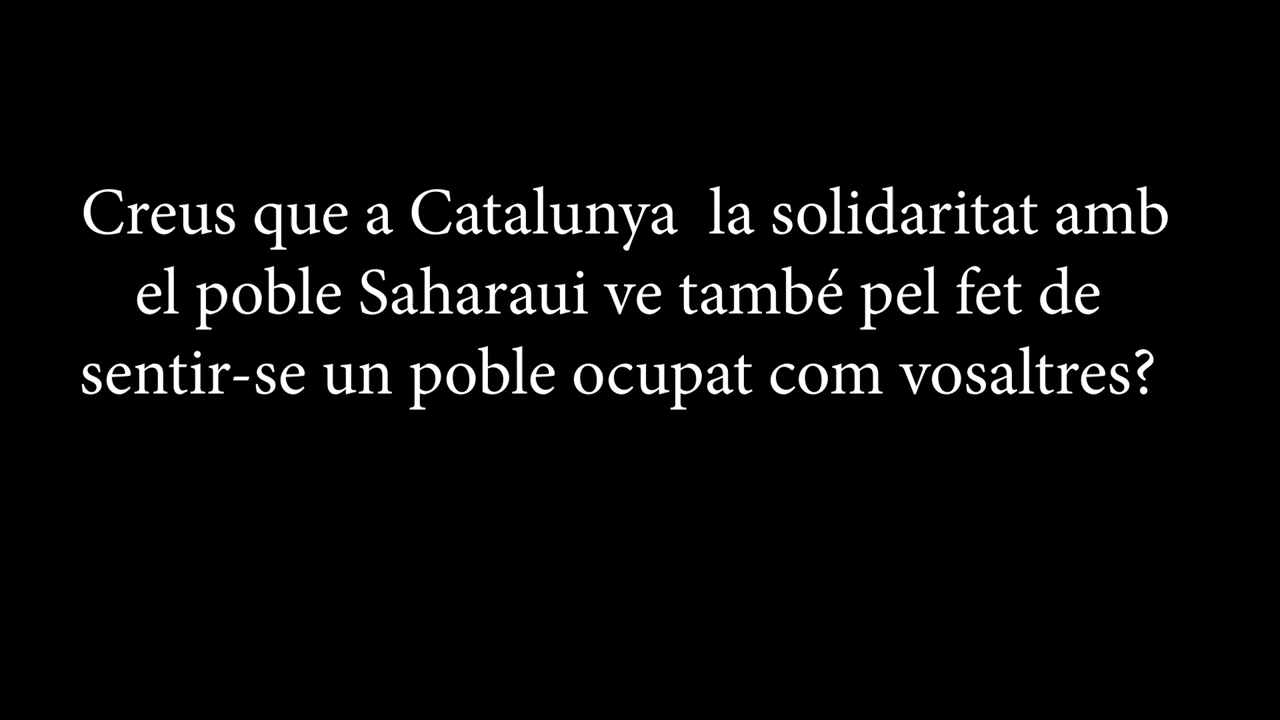 Creus que a Catalunya  la solidaritat amb
el poble Saharaui ve també pel fet de
sentir-se un poble ocupat com vosaltres?